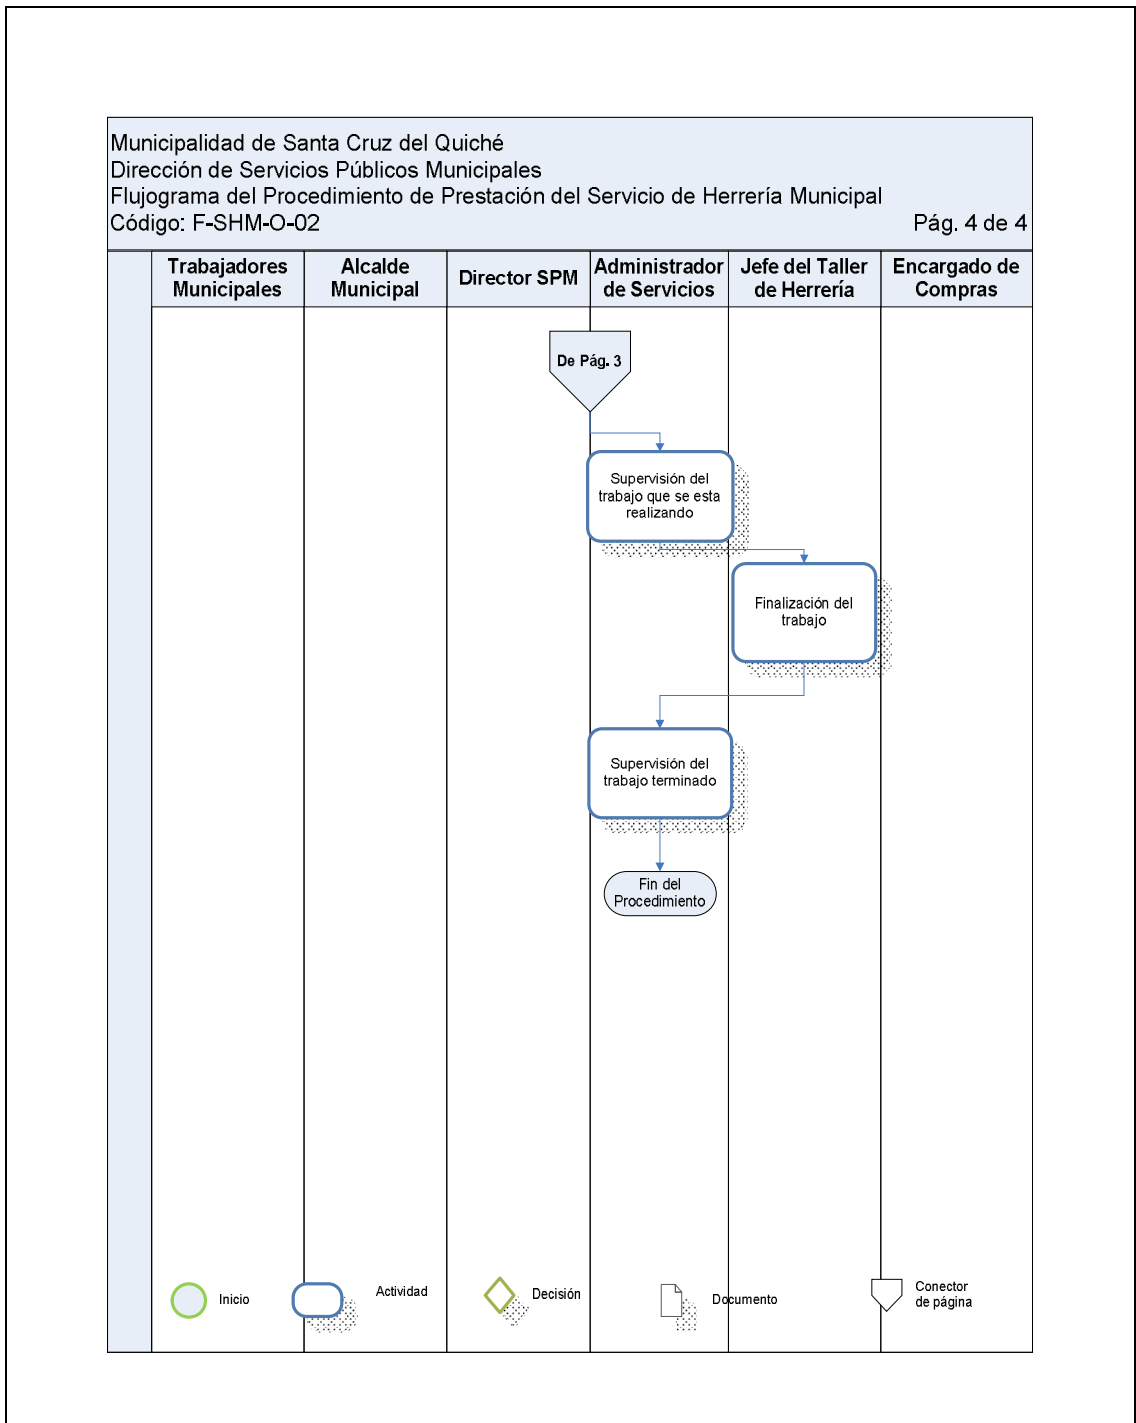 Municipalidad de Santa Cruz del Quiché
Dirección de Servicios Públicos Municipales
Flujograma del Procedimiento de Prestación del Servicio de Herrería Municipal
Código: F-SHM-O-02 Pág. 4 de 4
Trabajadores
Municipales
Alcalde
Municipal
Director SPM
Administrador
de Servicios
Jefe del Taller
de Herrería
Encargado de
Compras
De Pág. 3
Supervisión del
trabajo que se esta
realizando
Finalización del
trabajo
Supervisión del
trabajo terminado
Fin del
Procedimiento
Inicio
Actividad
Decisión
Documento
Conector
de página